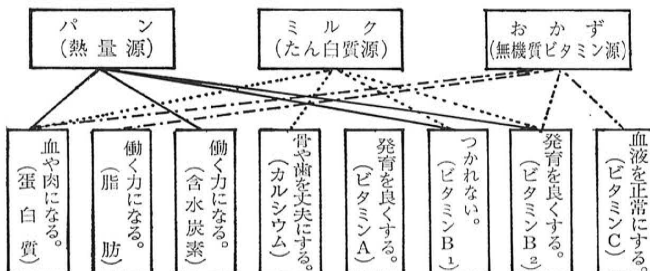 パン
(熱量源)
ミルク
(たん白質源)
おかず
(無機質ビタミン源)
血や肉になる。
(蛋白質)
働く力になる。
(脂肪)
働く力になる。
(含水炭素)
骨や歯を丈夫にする。
(カルシウム)
発育を良くする。
(ビタミンA)
つかれない。
(ビタミンB₁)
発育を良くする。
(ビタミンB₂)
血液を正常にする。
(ビタミンC)